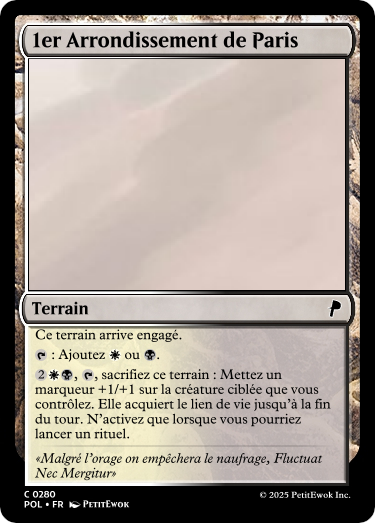 1er Arrondissement de Paris
Terrain
Ce terrain arrive engagé.
: Ajoutez ou .
2 , , sacrifiez ce terrain : Mettez un
marqueur +1/+1 sur la créature ciblée que vous
contrôlez. Elle acquiert le lien de vie jusqu’à la fin
du tour. N’activez que lorsque vous pourriez
lancer un rituel.
«Malgré l’orage on empêchera le naufrage, Fluctuat
Nec Mergitur»
C 0280
POL • FR PetitEwok
© 2025 PetitEwok Inc.